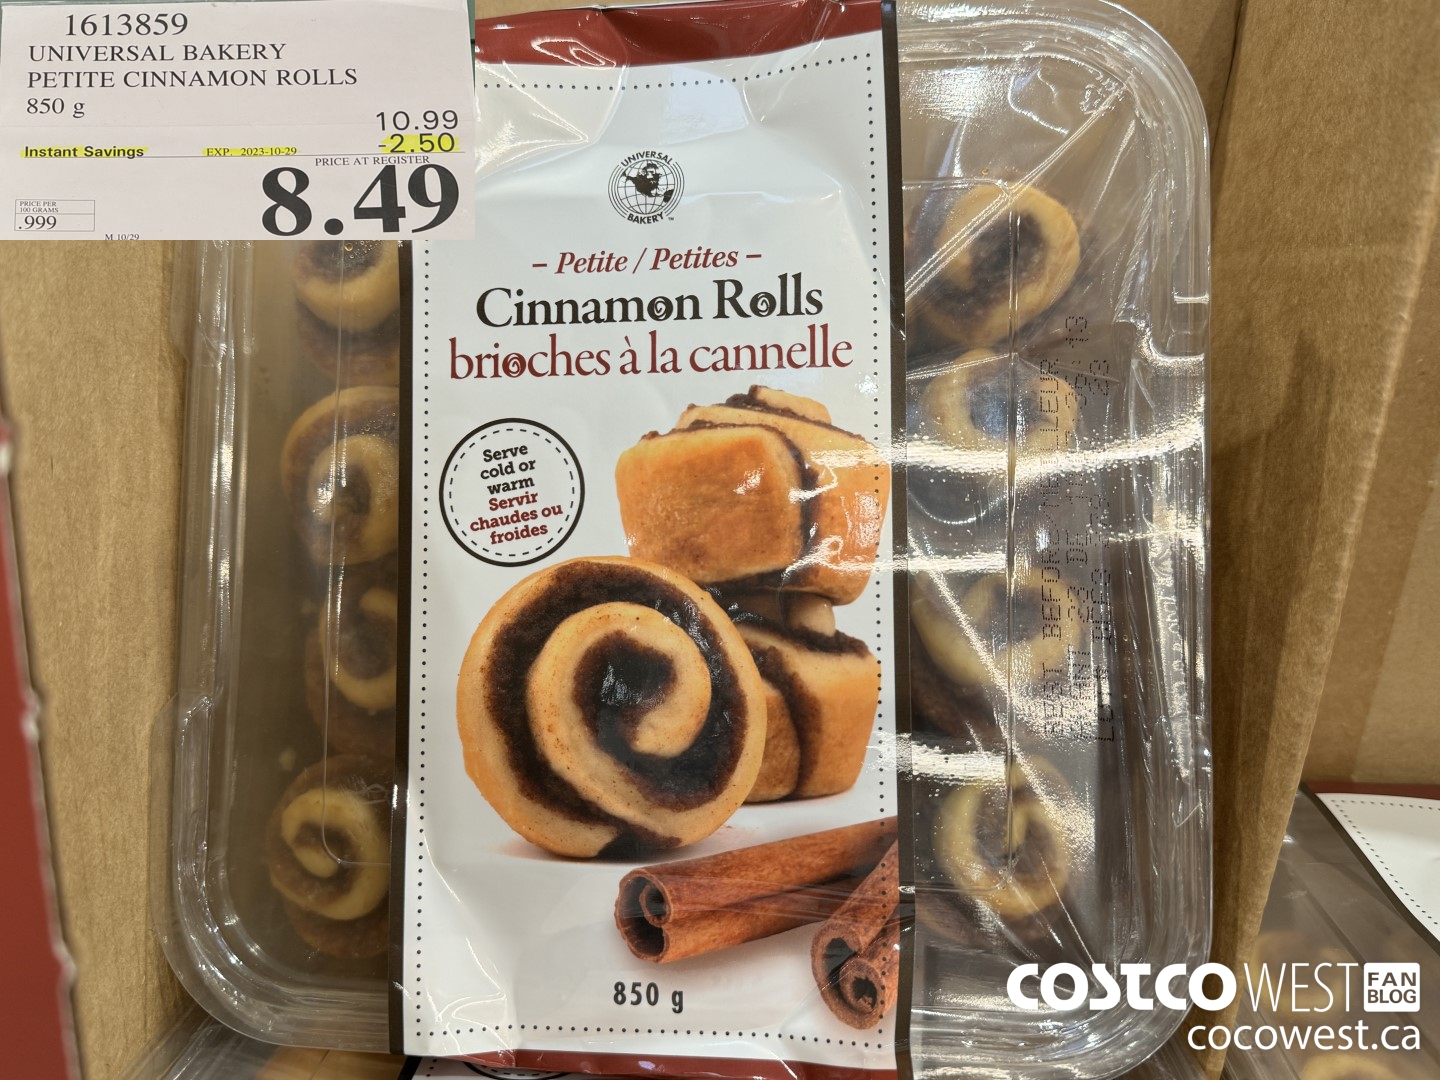 1613859
UNIVERSAL BAKERY
PETITE CINNAMON ROLLS
850 g
10.99
-2.50
Instant Savings
EXP. 2023-10-29
PRICE AT REGISTER
8.49
PRICE PER
100 GRAMS
.999
M 10/29
UNIVERSAL
BAKERY ™
– Petite / Petites –
Cinnamon Rolls
brioches à la cannelle
Serve
cold or
warm
Servir
chaudes ou
froides
850 g
COSTCO WEST FAN BLOG
cocowest.ca